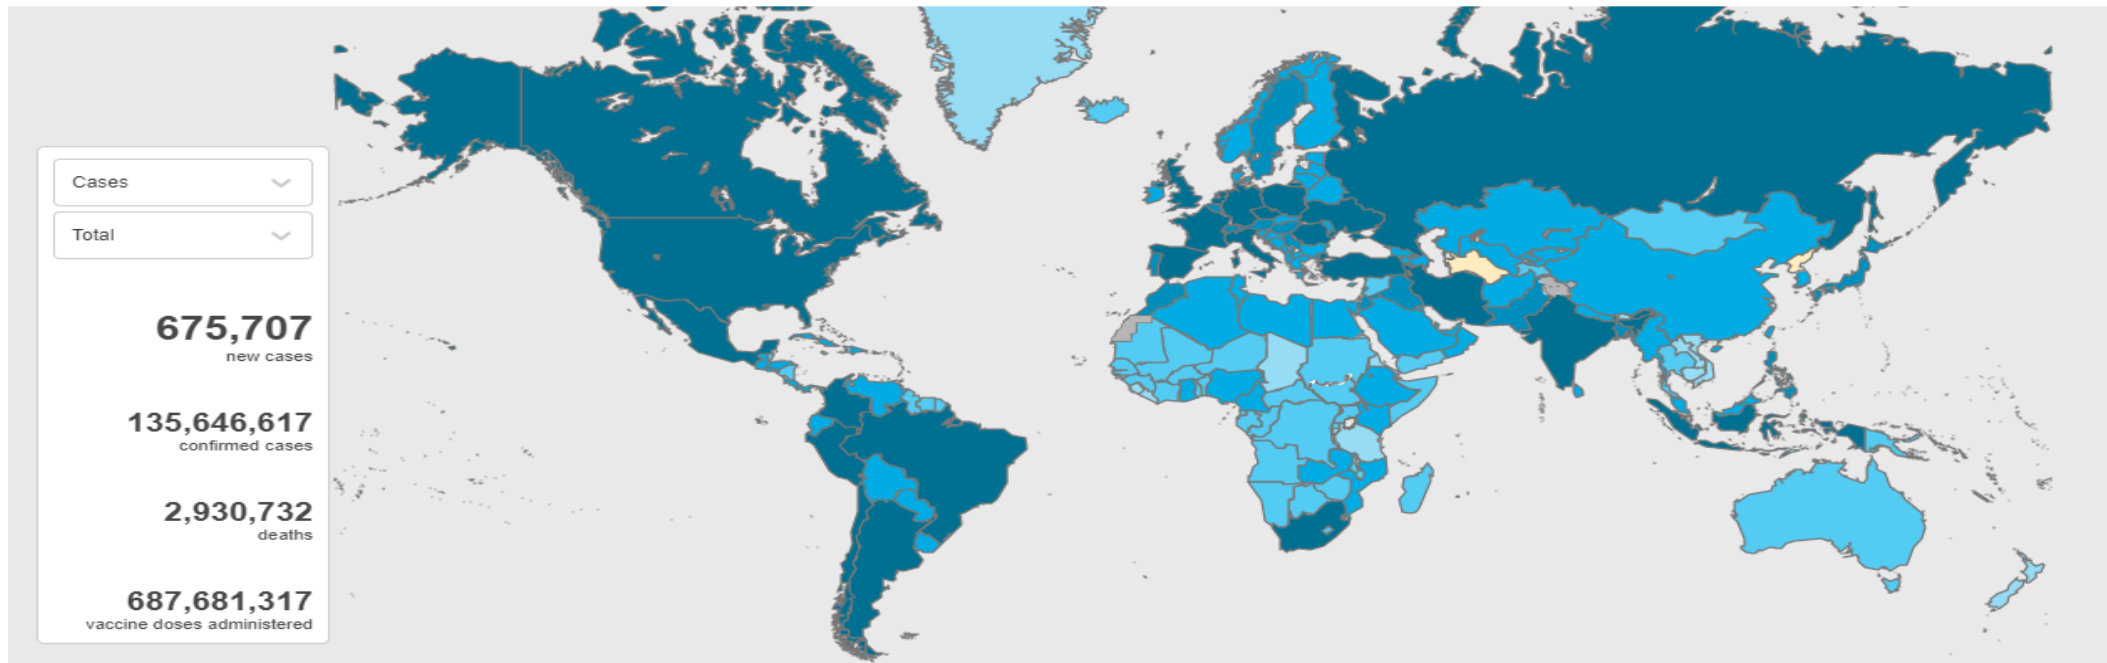 Cases
Total
675,707
new cases
135,646,617
confirmed cases
2,930,732
deaths
687,681,317
vaccine doses administered